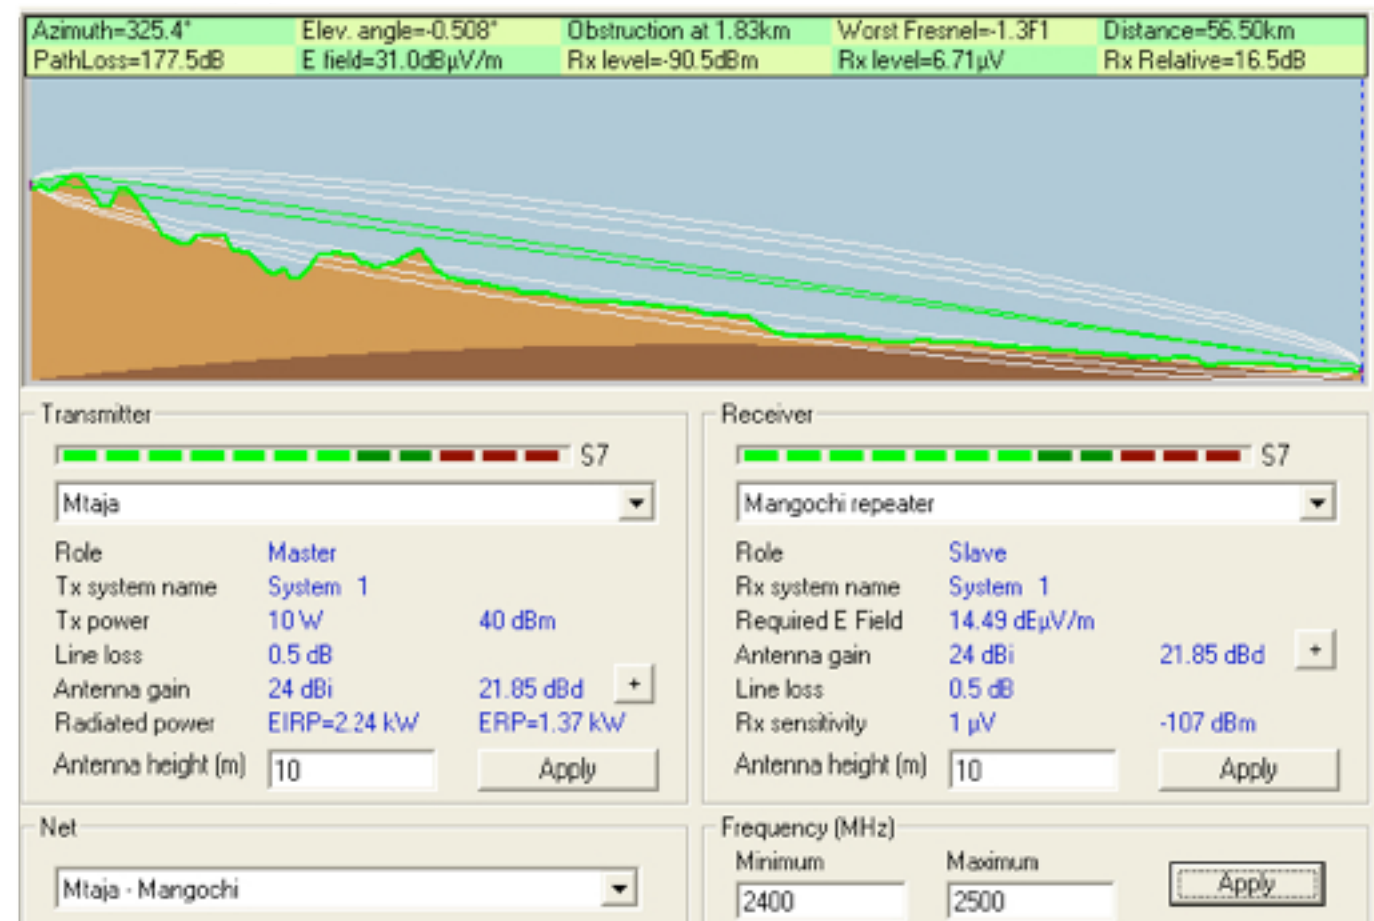 Azimuth=325.4° Elev. angle=-0.508° Obstruction at 1.83km Worst Fresnel=-1.3F1 Distance=56.50km
PathLoss=177.5dB E field=31.0dBµV/m Rx level=-90.5dBm Rx level=6.71µV Rx Relative=16.5dB
Transmitter
S7
Mtaja
Role Master
Tx system name System 1
Tx power 10 W 40 dBm
Line loss 0.5 dB
Antenna gain 24 dBi 21.85 dBd +
Radiated power EIRP=2.24 kW ERP=1.37 kW
Antenna height (m) 10 Apply
Receiver
S7
Mangochi repeater
Role Slave
Rx system name System 1
Required E Field 14.49 dBµV/m
Antenna gain 24 dBi 21.85 dBd +
Line loss 0.5 dB
Rx sensitivity 1 µV -107 dBm
Antenna height (m) 10 Apply
Net
Mtaja - Mangochi
Frequency (MHz)
Minimum Maximum
2400 2500 Apply